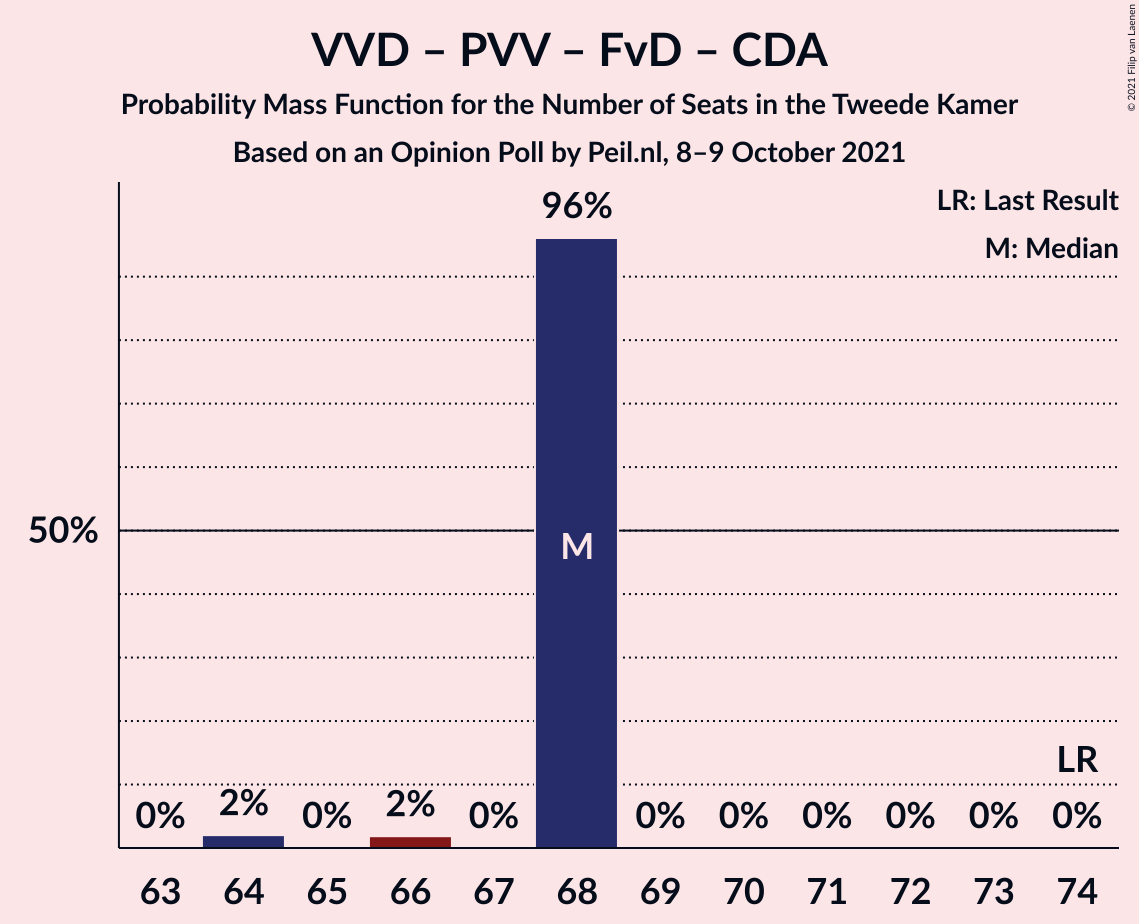 VVD – PVV – FvD – CDA
Probability Mass Function for the Number of Seats in the Tweede Kamer
Based on an Opinion Poll by Peil.nl, 8–9 October 2021
© 2021 Filip van Laenen
LR: Last Result
M: Median
96%
50%
M
LR
0% 2% 0% 2% 0% 0% 0% 0% 0% 0% 0%
63 64 65 66 67 68 69 70 71 72 73 74